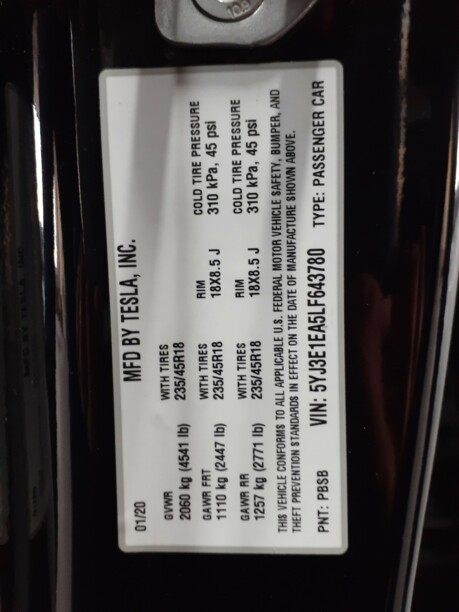 109
MFD BY TESLA, INC.
01/20
GVWR WITH TIRES
2060 kg (4541 lb) 235/45R18
GAWR FRT WITH TIRES RIM COLD TIRE PRESSURE
1110 kg (2447 lb) 235/45R18 18X8.5 J 310 kPa, 45 psi
GAWR RR WITH TIRES RIM COLD TIRE PRESSURE
1257 kg (2771 lb) 235/45R18 18X8.5 J 310 kPa, 45 psi
THIS VEHICLE CONFORMS TO ALL APPLICABLE U.S. FEDERAL MOTOR VEHICLE SAFETY, BUMPER, AND
THEFT PREVENTION STANDARDS IN EFFECT ON THE DATE OF MANUFACTURE SHOWN ABOVE.
PNT: PBSB VIN: 5YJ3E1EA5LF643780 TYPE: PASSENGER CAR